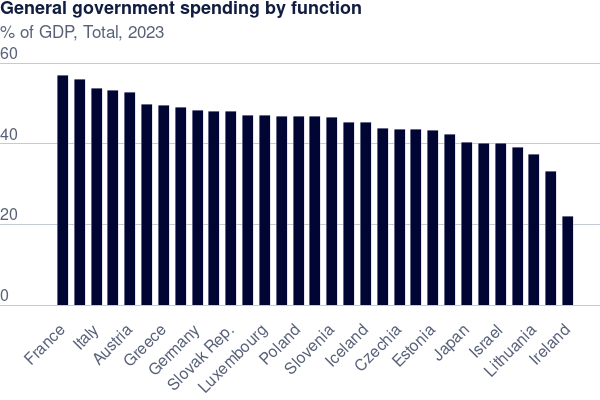 General government spending by function
% of GDP, Total, 2023
60
40
20
0
France
Italy
Austria
Greece
Germany
Slovak Rep.
Luxembourg
Poland
Slovenia
Iceland
Czechia
Estonia
Japan
Israel
Lithuania
Ireland